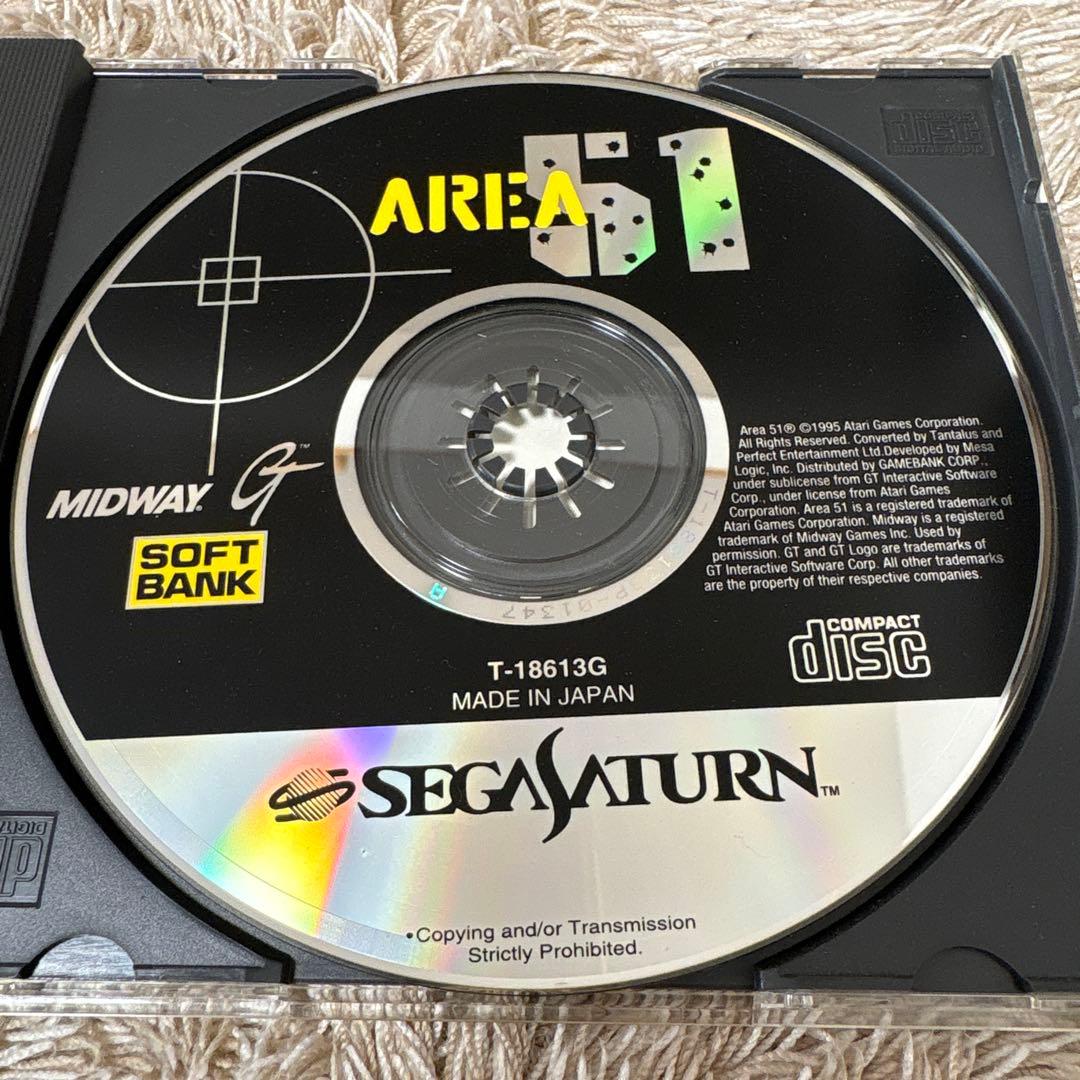 AREA 51
MIDWAY
GT™
SOFT
BANK
Area 51® ©1995 Atari Games Corporation.
All Rights Reserved. Converted by Tantalus and
Perfect Entertainment Ltd.Developed by Mesa
Logic, Inc. Distributed by GAMEBANK CORP.,
under sublicense from GT Interactive Software
Corp., under license from Atari Games
Corporation. Area 51 is a registered trademark of
Atari Games Corporation. Midway is a registered
trademark of Midway Games Inc. Used by
permission. GT and GT Logo are trademarks of
GT Interactive Software Corp. All other trademarks
are the property of their respective companies.
T-18613G
MADE IN JAPAN
COMPACT
disc
SEGA SATURN™
•Copying and/or Transmission
Strictly Prohibited.
COMPACT
disc
DIGITAL AUDIO